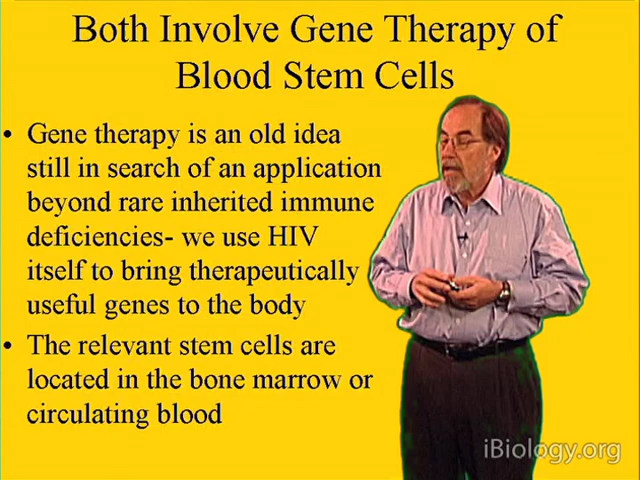 Both Involve Gene Therapy of
Blood Stem Cells
• Gene therapy is an old idea
still in search of an application
beyond rare inherited immune
deficiencies- we use HIV
itself to bring therapeutically
useful genes to the body
• The relevant stem cells are
located in the bone marrow or
circulating blood
iBiology.org